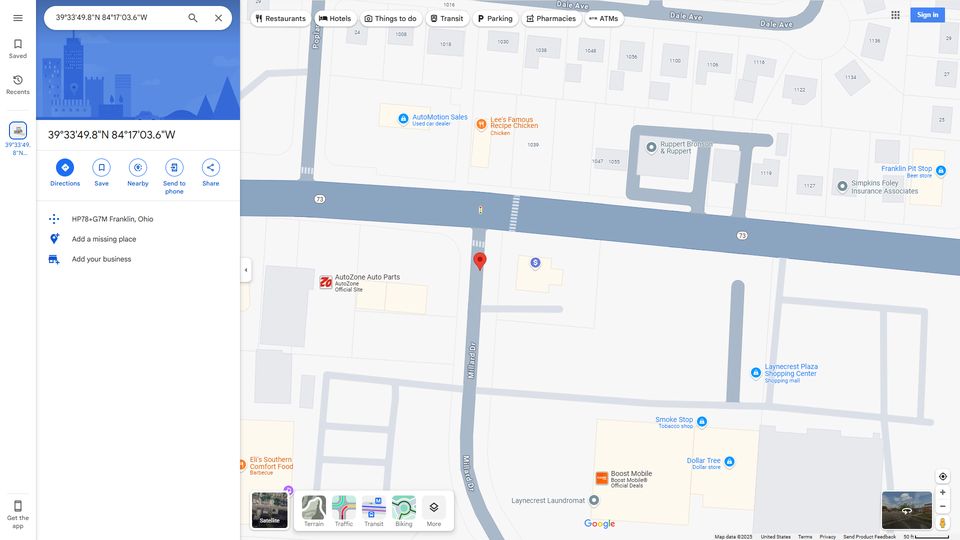 39°33'49.8"N 84°17'03.6"W
Restaurants
Hotels
Things to do
Transit
Parking
Pharmacies
ATMs
Sign in
Saved
Recents
39°33'49.
8"N...
Get the
app
39°33'49.8"N 84°17'03.6"W
Directions
Save
Nearby
Send to
phone
Share
HP78+G7M Franklin, Ohio
Add a missing place
Add your business
Dale Ave
Dale Ave
Dale Ave
Poplar
24
1008
1018
1030
1038
1048
1056
1100
1106
1122
1134
1136
29
27
25
AutoMotion Sales
Used car dealer
Lee's Famous
Recipe Chicken
Chicken
1039
1047
1055
Ruppert Bronson
& Ruppert
1119
1127
Simpkins Foley
Insurance Associates
Franklin Pit Stop
Beer store
73
73
AutoZone Auto Parts
AutoZone
Official Site
Millard Dr
Millard Dr
Laynecrest Plaza
Shopping Center
Shopping mall
Smoke Stop
Tobacco shop
Dollar Tree
Dollar store
Boost Mobile
Boost Mobile®
Official Deals
Laynecrest Laundromat
Eli's Southern
Comfort Food
Barbecue
Satellite
Terrain
Traffic
Transit
Biking
More
Google
Map data ©2025
United States
Terms
Privacy
Send Product Feedback
50 ft